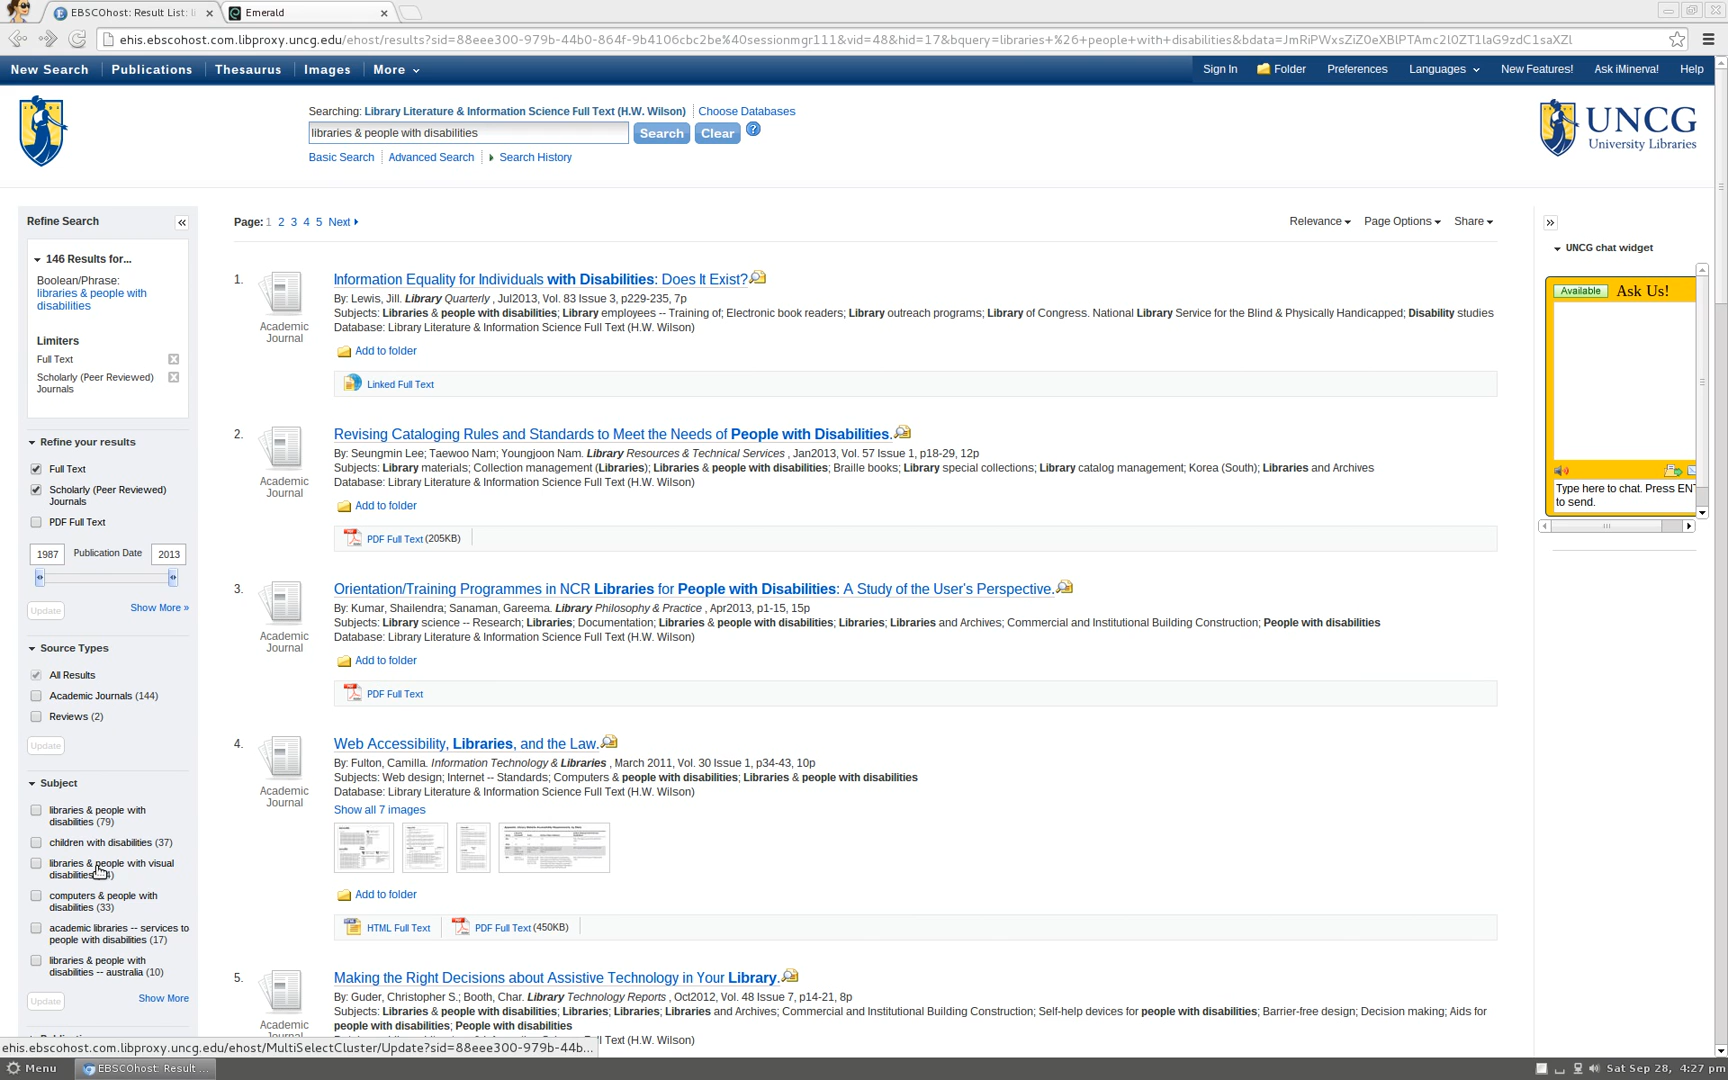 EBSCOhost: Result List: li
Emerald
ehis.ebscohost.com.libproxy.uncg.edu/ehost/results?sid=88eee300-979b-44b0-864f-9b4106cbc2be%40sessionmgr111&vid=48&hid=17&bquery=libraries+%26+people+with+disabilities&bdata=JmRiPWxsZiZ0eXBlPTAmc2l0ZT1laG9zdC1saXZl
New Search
Publications
Thesaurus
Images
More
Sign In
Folder
Preferences
Languages
New Features!
Ask iMinerva!
Help
Searching: Library Literature & Information Science Full Text (H.W. Wilson)
Choose Databases
libraries & people with disabilities
Search
Clear
?
Basic Search
Advanced Search
Search History
UNCG
University Libraries
Refine Search
146 Results for...
Boolean/Phrase:
libraries & people with
disabilities
Limiters
Full Text
Scholarly (Peer Reviewed)
Journals
Refine your results
Full Text
Scholarly (Peer Reviewed)
Journals
PDF Full Text
1987 Publication Date 2013
Update
Show More »
Source Types
All Results
Academic Journals (144)
Reviews (2)
Update
Subject
libraries & people with
disabilities (79)
children with disabilities (37)
libraries & people with visual
disabilities
computers & people with
disabilities (33)
academic libraries -- services to
people with disabilities (17)
libraries & people with
disabilities -- australia (10)
Update
Show More
Page: 1 2 3 4 5 Next
Relevance
Page Options
Share
1.
Academic
Journal
Information Equality for Individuals with Disabilities: Does It Exist?
By: Lewis, Jill. Library Quarterly , Jul2013, Vol. 83 Issue 3, p229-235, 7p
Subjects: Libraries & people with disabilities; Library employees -- Training of; Electronic book readers; Library outreach programs; Library of Congress. National Library Service for the Blind & Physically Handicapped; Disability studies
Database: Library Literature & Information Science Full Text (H.W. Wilson)
Add to folder
Linked Full Text
2.
Academic
Journal
Revising Cataloging Rules and Standards to Meet the Needs of People with Disabilities.
By: Seungmin Lee; Taewoo Nam; Youngjoon Nam. Library Resources & Technical Services , Jan2013, Vol. 57 Issue 1, p18-29, 12p
Subjects: Library materials; Collection management (Libraries); Libraries & people with disabilities; Braille books; Library special collections; Library catalog management; Korea (South); Libraries and Archives
Database: Library Literature & Information Science Full Text (H.W. Wilson)
Add to folder
PDF Full Text (205KB)
3.
Academic
Journal
Orientation/Training Programmes in NCR Libraries for People with Disabilities: A Study of the User's Perspective.
By: Kumar, Shailendra; Sanaman, Gareema. Library Philosophy & Practice , Apr2013, p1-15, 15p
Subjects: Library science -- Research; Libraries; Documentation; Libraries & people with disabilities; Libraries; Libraries and Archives; Commercial and Institutional Building Construction; People with disabilities
Database: Library Literature & Information Science Full Text (H.W. Wilson)
Add to folder
PDF Full Text
4.
Academic
Journal
Web Accessibility, Libraries, and the Law.
By: Fulton, Camilla. Information Technology & Libraries , March 2011, Vol. 30 Issue 1, p34-43, 10p
Subjects: Web design; Internet -- Standards; Computers & people with disabilities; Libraries & people with disabilities
Database: Library Literature & Information Science Full Text (H.W. Wilson)
Show all 7 images
Add to folder
HTML Full Text
PDF Full Text (450KB)
5.
Academic
Making the Right Decisions about Assistive Technology in Your Library.
By: Guder, Christopher S.; Booth, Char. Library Technology Reports , Oct2012, Vol. 48 Issue 7, p14-21, 8p
Subjects: Libraries & people with disabilities; Libraries; Libraries; Libraries and Archives; Commercial and Institutional Building Construction; Self-help devices for people with disabilities; Barrier-free design; Decision making; Aids for
people with disabilities; People with disabilities
Text (H.W. Wilson)
UNCG chat widget
Available
Ask Us!
Type here to chat. Press EN
to send.
ehis.ebscohost.com.libproxy.uncg.edu/ehost/MultiSelectCluster/Update?sid=88eee300-979b-44b...
Menu
EBSCOhost: Result ...
Sat Sep 28, 4:27 pm